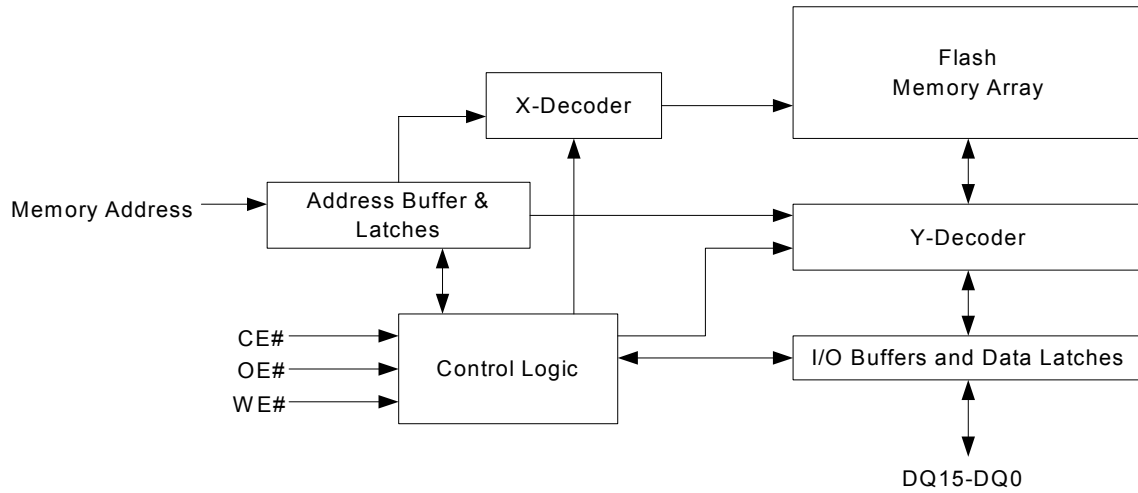 Flash
Memory Array
X-Decoder
Memory Address
Address Buffer &
Latches
Y-Decoder
CE#
OE#
WE#
Control Logic
I/O Buffers and Data Latches
DQ15-DQ0